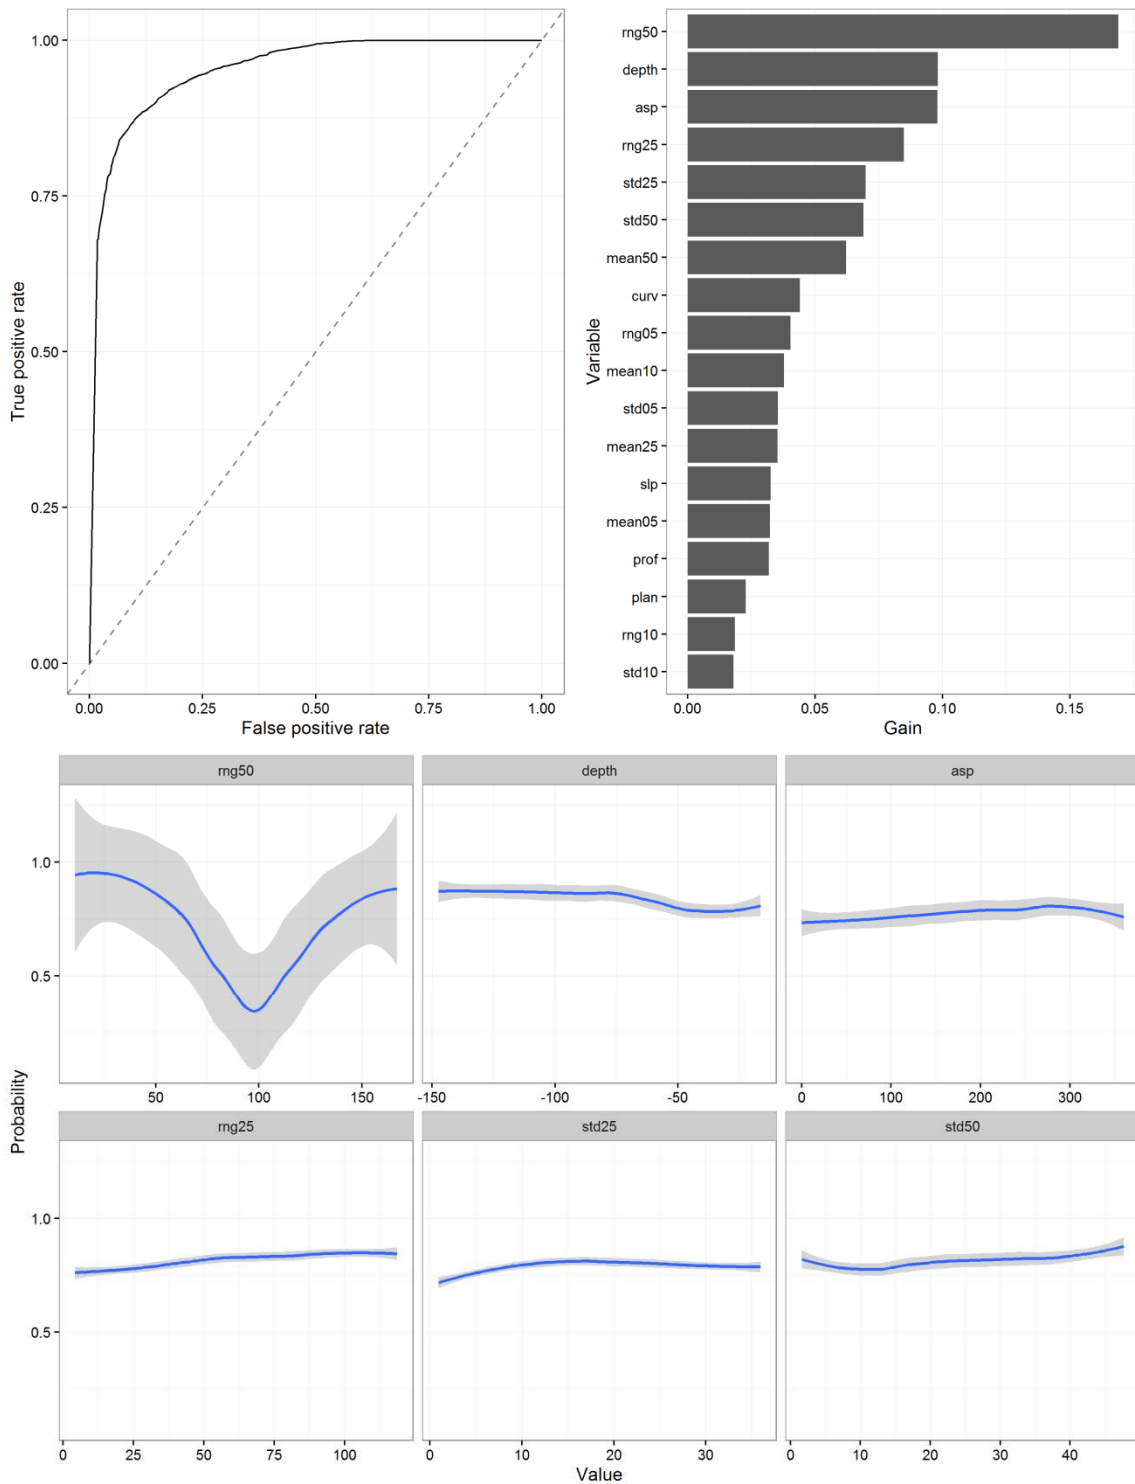 1.00
0.75
0.50
0.25
0.00
True positive rate
0.00 0.25 0.50 0.75 1.00
False positive rate
Variable
rng50
depth
asp
rng25
std25
std50
mean50
curv
rng05
mean10
std05
mean25
slp
mean05
prof
plan
rng10
std10
0.00 0.05 0.10 0.15
Gain
Probability
rng50 depth asp
1.0
0.5
50 100 150
-150 -100 -50
0 100 200 300
rng25 std25 std50
1.0
0.5
0 25 50 75 100
0 10 20 30
0 10 20 30 40
Value